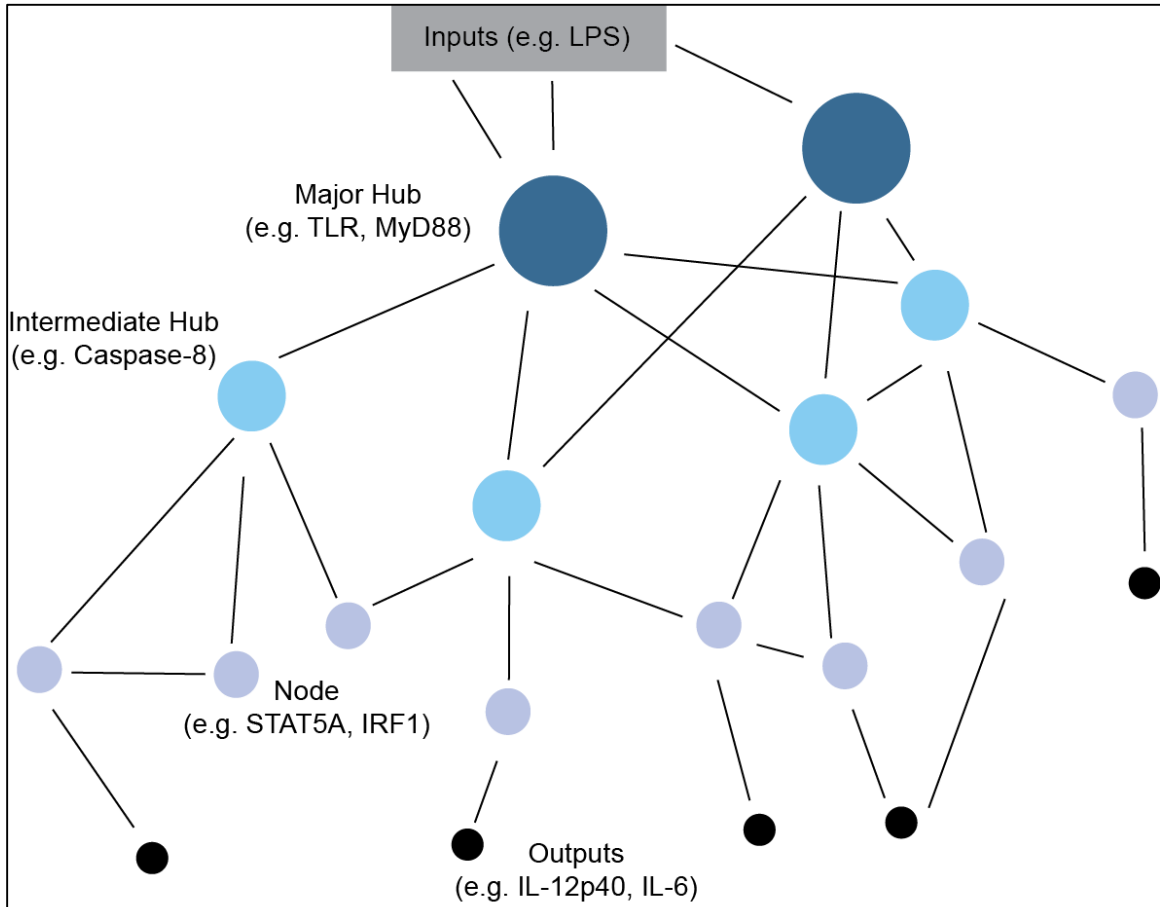 Inputs (e.g. LPS)
Major Hub
(e.g. TLR, MyD88)
Intermediate Hub
(e.g. Caspase-8)
Node
(e.g. STAT5A, IRF1)
Outputs
(e.g. IL-12p40, IL-6)